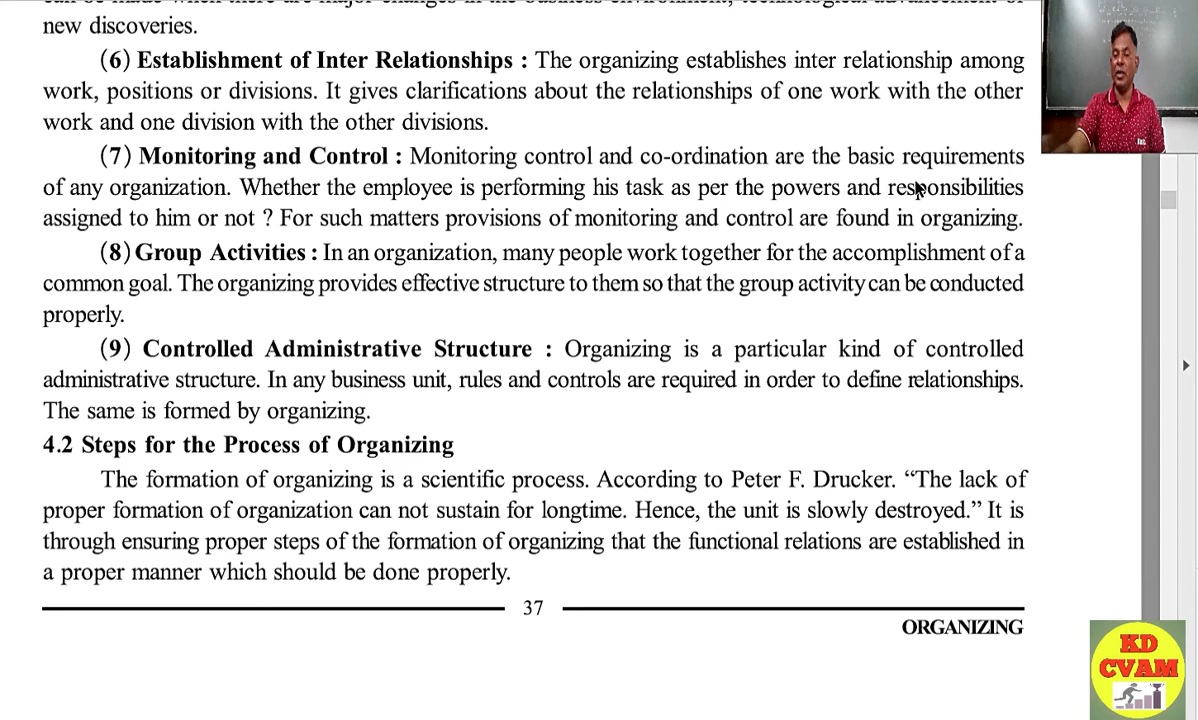 new discoveries.
(6) Establishment of Inter Relationships : The organizing establishes inter relationship among
work, positions or divisions. It gives clarifications about the relationships of one work with the other
work and one division with the other divisions.
(7) Monitoring and Control : Monitoring control and co-ordination are the basic requirements
of any organization. Whether the employee is performing his task as per the powers and responsibilities
assigned to him or not ? For such matters provisions of monitoring and control are found in organizing.
(8) Group Activities : In an organization, many people work together for the accomplishment of a
common goal. The organizing provides effective structure to them so that the group activity can be conducted
properly.
(9) Controlled Administrative Structure : Organizing is a particular kind of controlled
administrative structure. In any business unit, rules and controls are required in order to define relationships.
The same is formed by organizing.
4.2 Steps for the Process of Organizing
The formation of organizing is a scientific process. According to Peter F. Drucker. “The lack of
proper formation of organization can not sustain for longtime. Hence, the unit is slowly destroyed.” It is
through ensuring proper steps of the formation of organizing that the functional relations are established in
a proper manner which should be done properly.
37
ORGANIZING
KD
CVAM